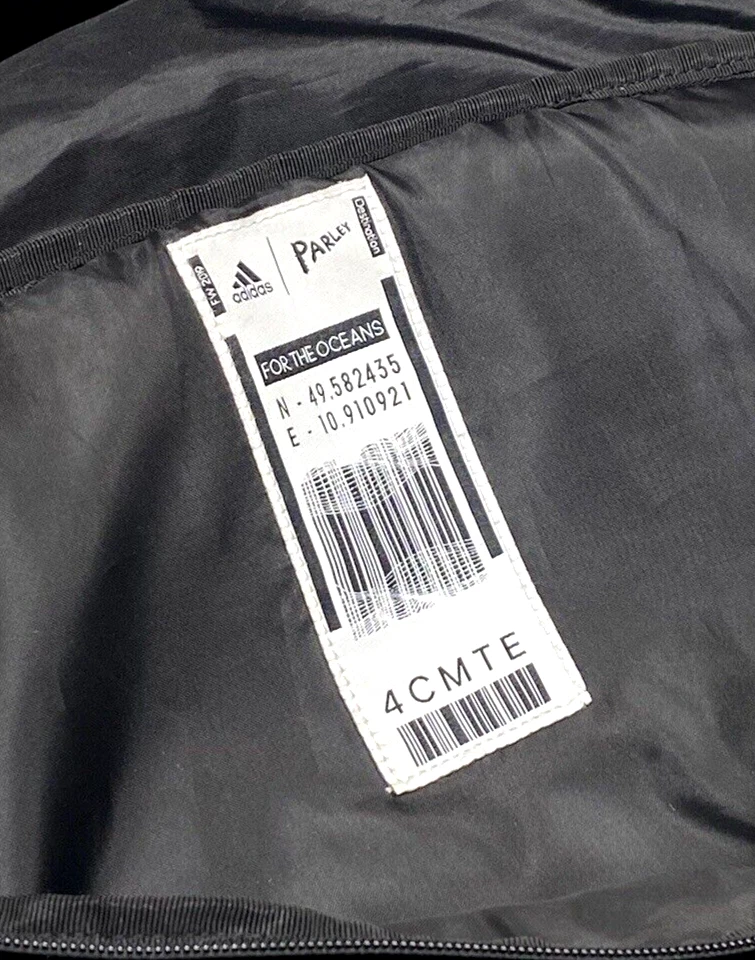 FW 2019
adidas
PARLEY
Destination
FOR THE OCEANS
N - 49.582435
E - 10.910921
4CMTE